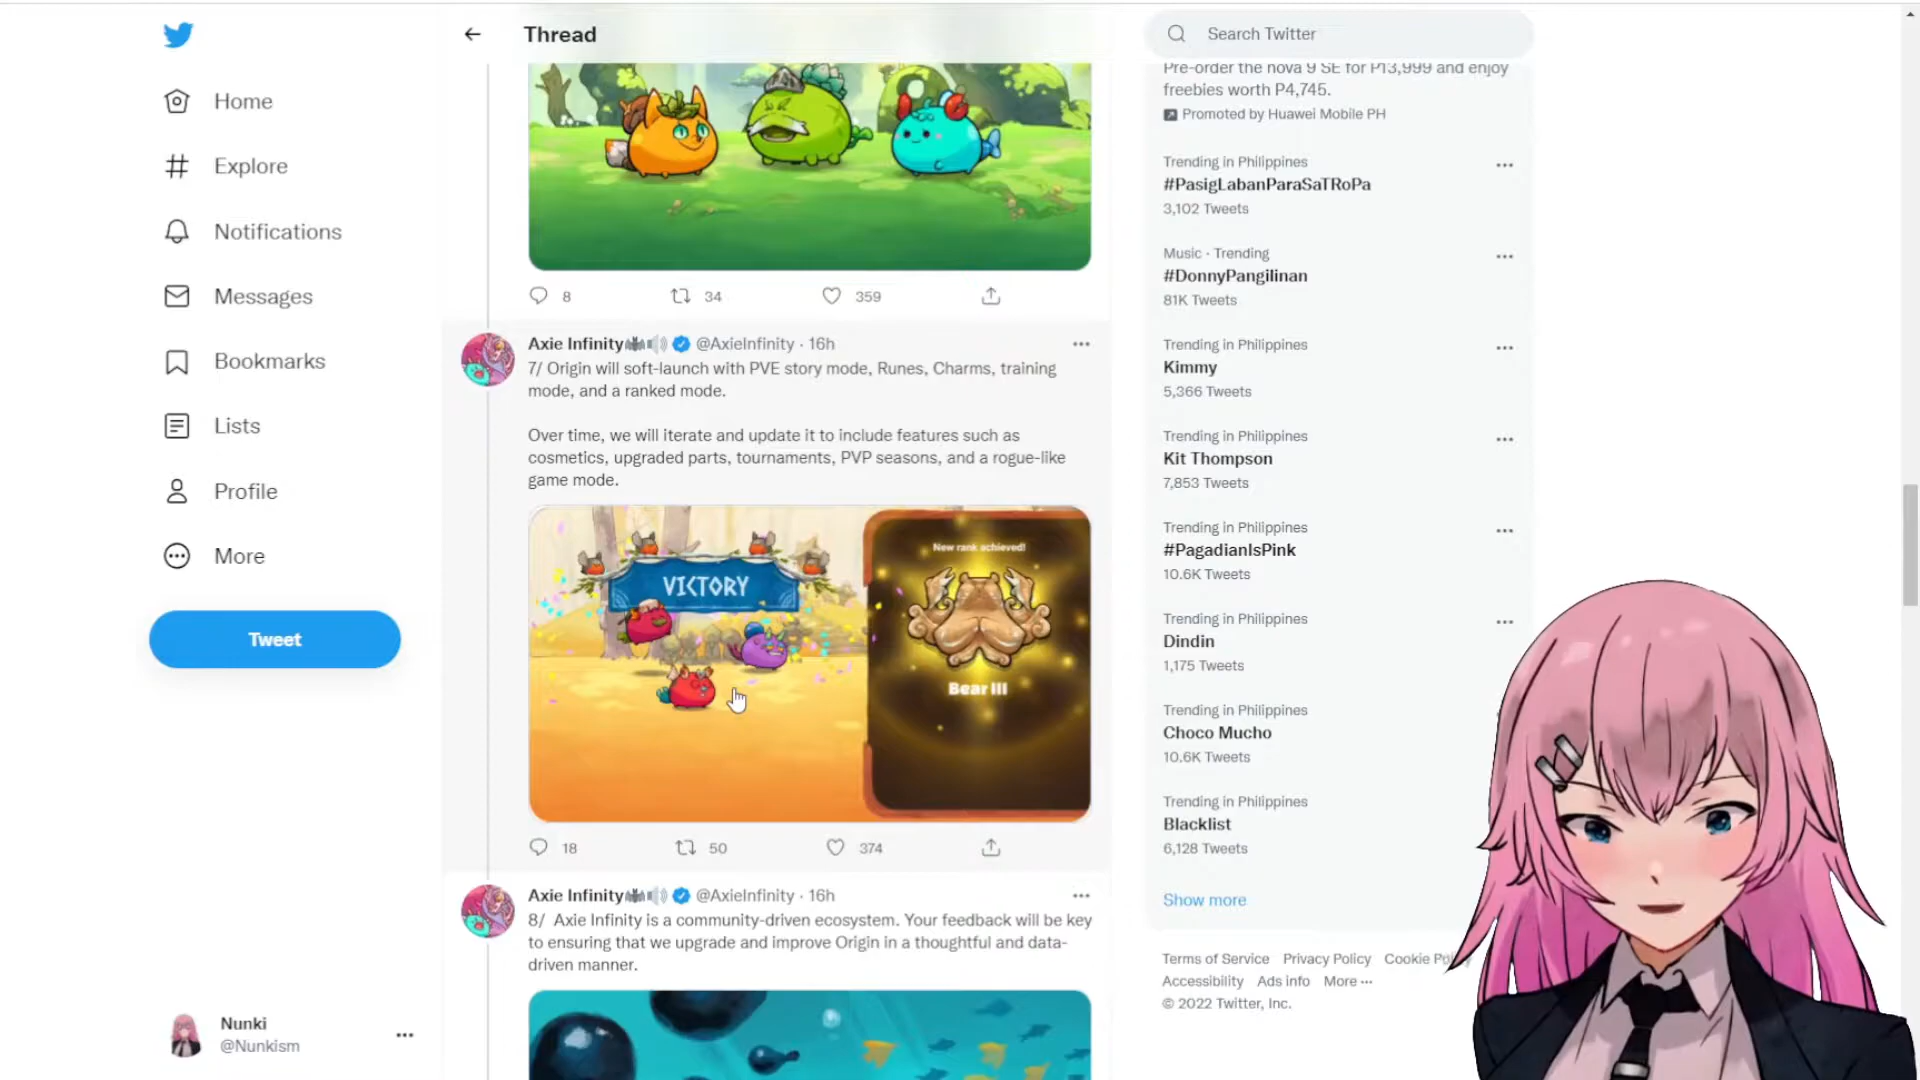 Home
Explore
Notifications
Messages
Bookmarks
Lists
Profile
More
Tweet
Nunki
@Nunkism
Thread
8 34 359
Axie Infinity @AxieInfinity · 16h
7/ Origin will soft-launch with PVE story mode, Runes, Charms, training
mode, and a ranked mode.
Over time, we will iterate and update it to include features such as
cosmetics, upgraded parts, tournaments, PVP seasons, and a rogue-like
game mode.
VICTORY
New rank achieved!
Bear III
18 50 374
Axie Infinity @AxieInfinity · 16h
8/ Axie Infinity is a community-driven ecosystem. Your feedback will be key
to ensuring that we upgrade and improve Origin in a thoughtful and data-
driven manner.
Search Twitter
Pre-order the nova 9 SE for P13,999 and enjoy
freebies worth P4,745.
Promoted by Huawei Mobile PH
Trending in Philippines
#PasigLabanParaSaTRoPa
3,102 Tweets
Music · Trending
#DonnyPangilinan
81K Tweets
Trending in Philippines
Kimmy
5,366 Tweets
Trending in Philippines
Kit Thompson
7,853 Tweets
Trending in Philippines
#PagadianIsPink
10.6K Tweets
Trending in Philippines
Dindin
1,175 Tweets
Trending in Philippines
Choco Mucho
10.6K Tweets
Trending in Philippines
Blacklist
6,128 Tweets
Show more
Terms of Service Privacy Policy Cookie
Accessibility Ads info More ···
© 2022 Twitter, Inc.